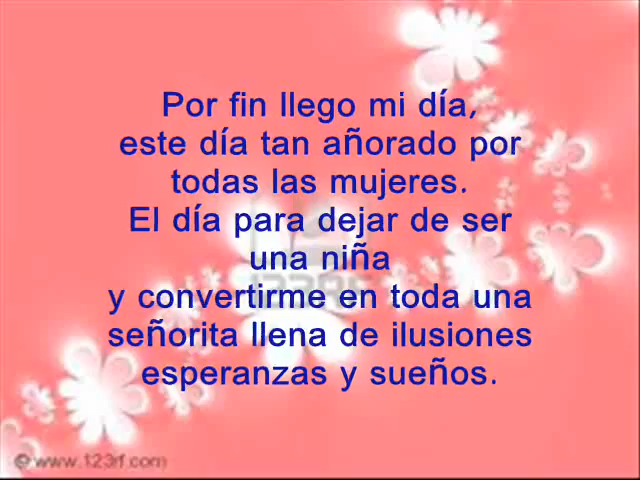 Por fin llego mi día,
este día tan añorado por
todas las mujeres.
El día para dejar de ser
una niña
y convertirme en toda una
señorita llena de ilusiones
esperanzas y sueños.
© www.123rf.com